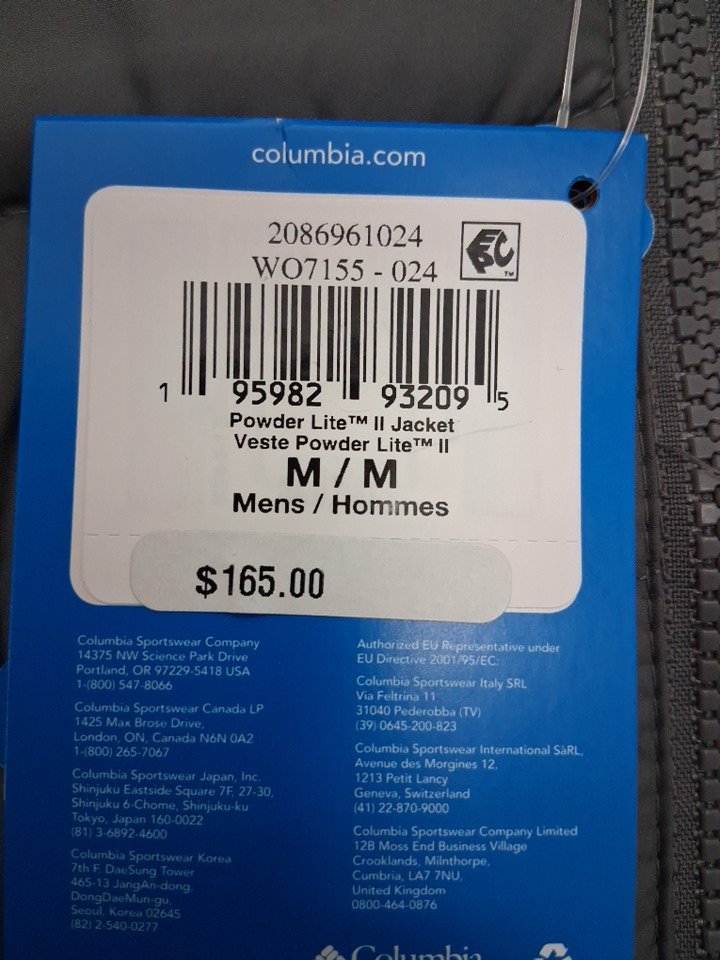 columbia.com
2086961024
WO7155 - 024
EPC ™
1 95982 93209 5
Powder Lite™ II Jacket
Veste Powder Lite™ II
M / M
Mens / Hommes
$165.00
Columbia Sportswear Company
14375 NW Science Park Drive
Portland, OR 97229-5418 USA
1-(800) 547-8066
Columbia Sportswear Canada LP
1425 Max Brose Drive,
London, ON, Canada N6N 0A2
1-(800) 265-7067
Columbia Sportswear Japan, Inc.
Shinjuku Eastside Square 7F, 27-30,
Shinjuku 6-Chome, Shinjuku-ku
Tokyo, Japan 160-0022
(81) 3-6892-4600
Columbia Sportswear Korea
7th F. DaeSung Tower
465-13 JangAn-dong,
DongDaeMun-gu,
Seoul, Korea 02645
(82) 2-540-0277
Authorized EU Representative under
EU Directive 2001/95/EC:
Columbia Sportswear Italy SRL
Via Feltrina 11
31040 Pederobba (TV)
(39) 0645-200-823
Columbia Sportswear International SàRL,
Avenue des Morgines 12,
1213 Petit Lancy
Geneva, Switzerland
(41) 22-870-9000
Columbia Sportswear Company Limited
12B Moss End Business Village
Crooklands, Milnthorpe,
Cumbria, LA7 7NU,
United Kingdom
0800-464-0876
Columbia